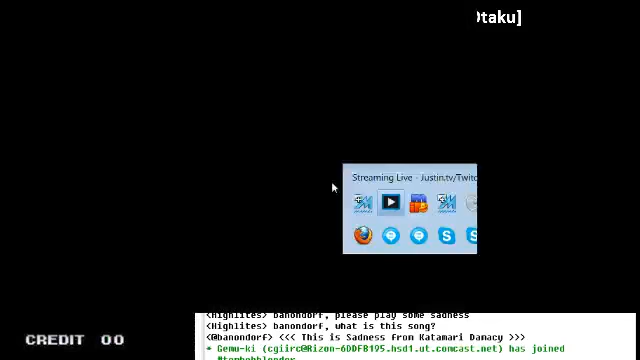 Otaku]
Streaming Live - Justin.tv/Twitc
CREDIT 00
<Highlites> banondorf, please play some sadness
<Highlites> banondorf, what is this song?
<@banondorf> <<< This is Sadness from Katamari Damacy >>>
* Gemu-ki (cgiirc@Rizon-6DDFB195.hsd1.ut.comcast.net) has joined